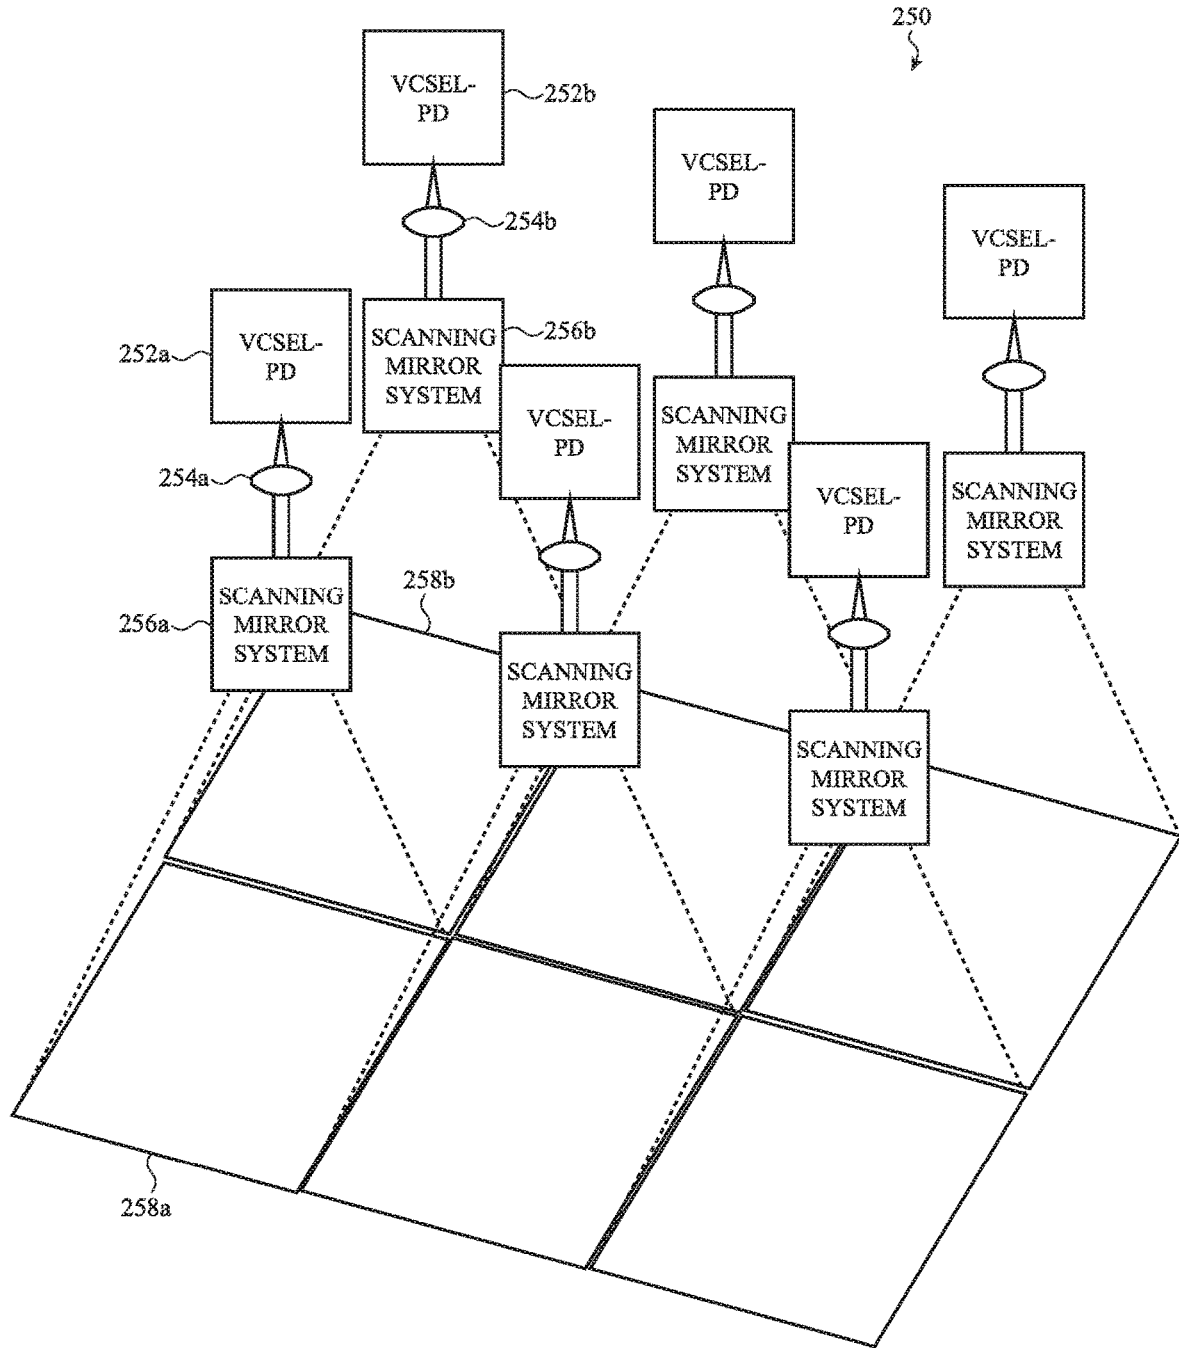 250
VCSEL-
PD
252b
VCSEL-
PD
VCSEL-
PD
254b
252a
VCSEL-
PD
SCANNING
MIRROR
SYSTEM
256b
VCSEL-
PD
SCANNING
MIRROR
SYSTEM
VCSEL-
PD
SCANNING
MIRROR
SYSTEM
254a
258b
256a
SCANNING
MIRROR
SYSTEM
SCANNING
MIRROR
SYSTEM
SCANNING
MIRROR
SYSTEM
258a